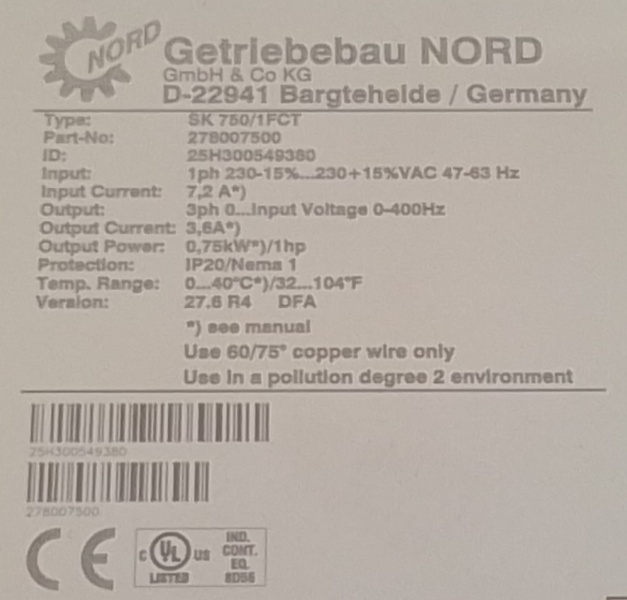 NORD
Getriebebau NORD
GmbH & Co KG
D-22941 Bargteheide / Germany
Type: SK 750/1FCT
Part-No: 278007500
ID: 25H300549380
Input: 1ph 230-15%...230+15%VAC 47-63 Hz
Input Current: 7,2 A*)
Output: 3ph 0...Input Voltage 0-400Hz
Output Current: 3,6A*)
Output Power: 0,75kW*)/1hp
Protection: IP20/Nema 1
Temp. Range: 0...40°C*)/32...104°F
Version: 27.6 R4 DFA
*) see manual
Use 60/75° copper wire only
Use in a pollution degree 2 environment
25H300549380
278007500
CE
C UL US LISTED
IND.
CONT.
EQ.
8D56